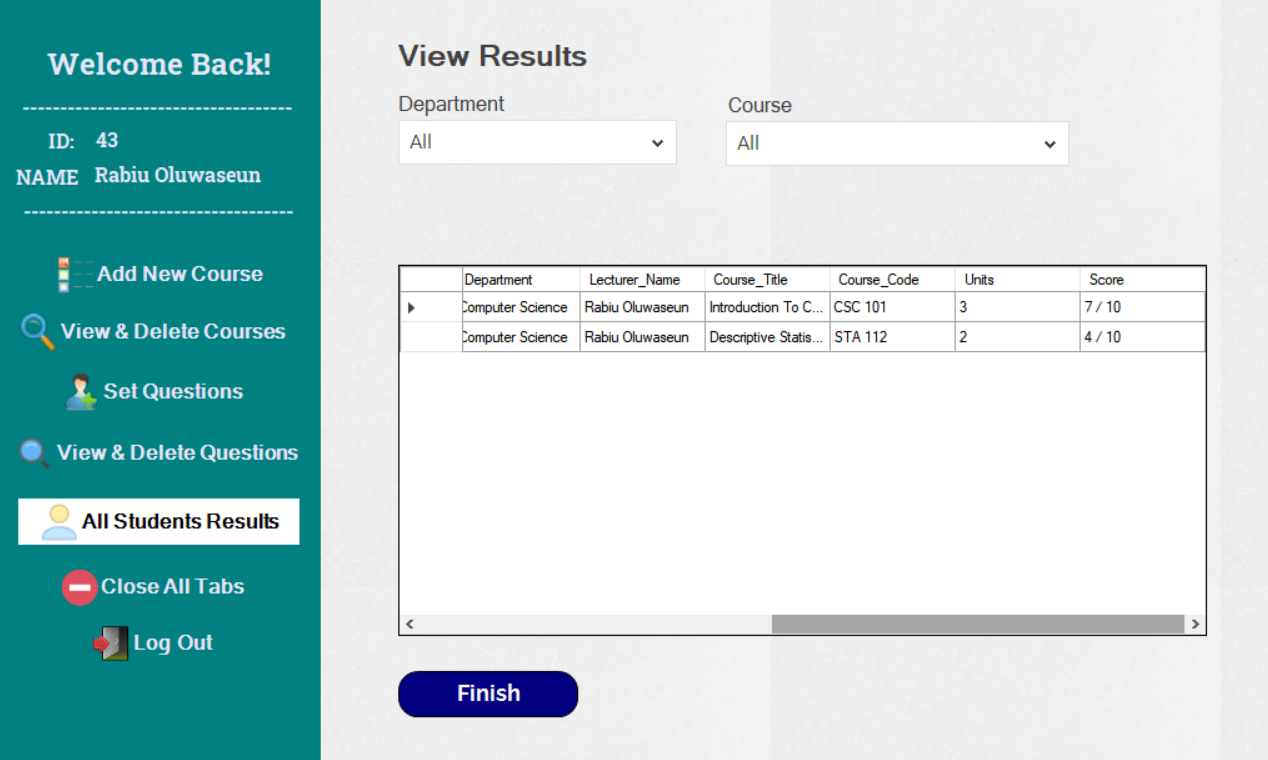 Welcome Back!
------------------------------------
ID: 43
NAME Rabiu Oluwaseun
------------------------------------
Add New Course
View & Delete Courses
Set Questions
View & Delete Questions
All Students Results
Close All Tabs
Log Out
View Results
Department Course
All All
Department Lecturer_Name Course_Title Course_Code Units Score
Computer Science Rabiu Oluwaseun Introduction To C... CSC 101 3 7 / 10
Computer Science Rabiu Oluwaseun Descriptive Statis... STA 112 2 4 / 10
Finish